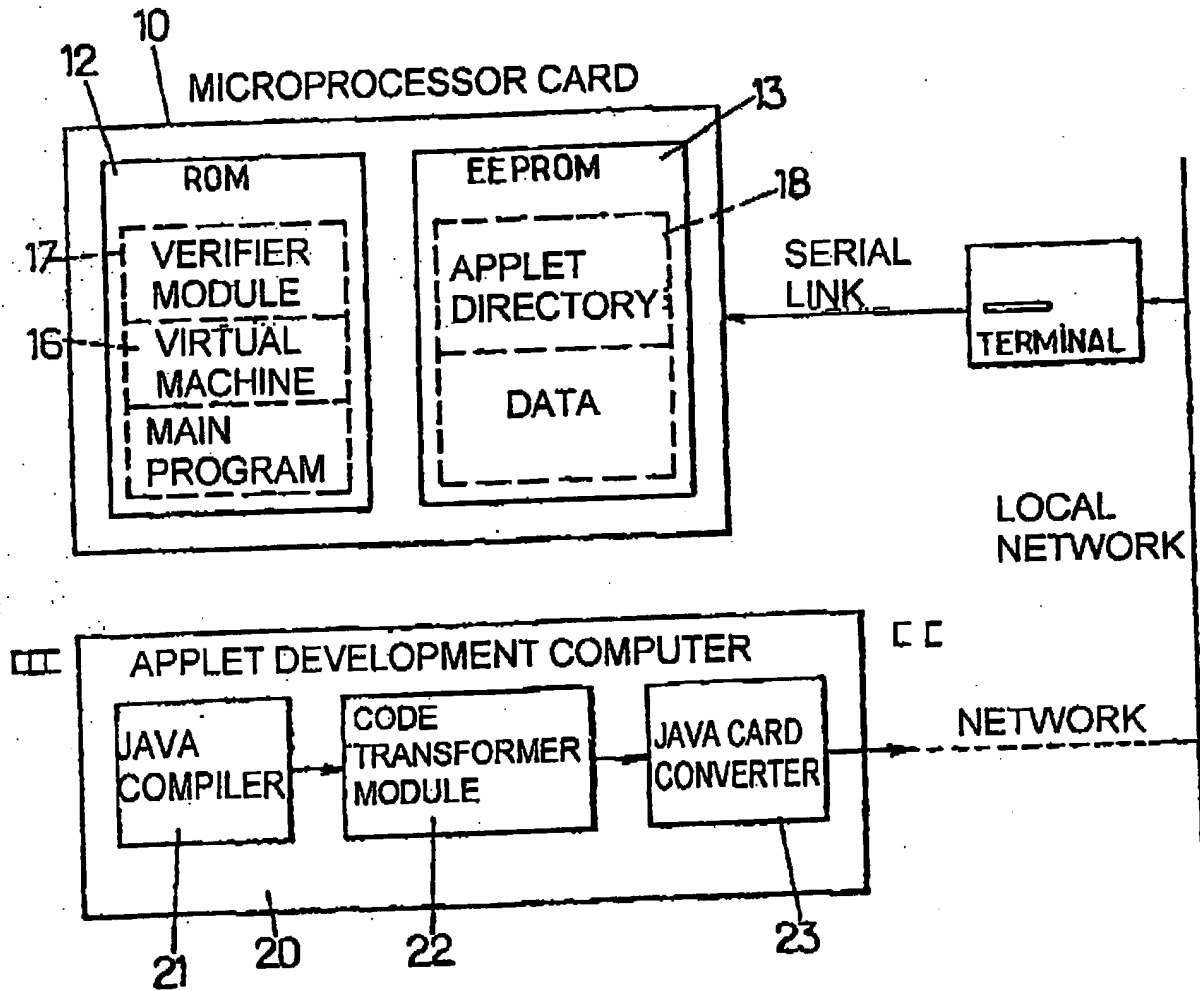 10
12
MICROPROCESSOR CARD
13
ROM
EEPROM
18
17
VERIFIER
MODULE
APPLET
DIRECTORY
SERIAL
LINK
16
VIRTUAL
MACHINE
TERMINAL
MAIN
PROGRAM
DATA
LOCAL
NETWORK
APPLET DEVELOPMENT COMPUTER
JAVA
COMPILER
CODE
TRANSFORMER
MODULE
JAVA CARD
CONVERTER
NETWORK
21
20
22
23